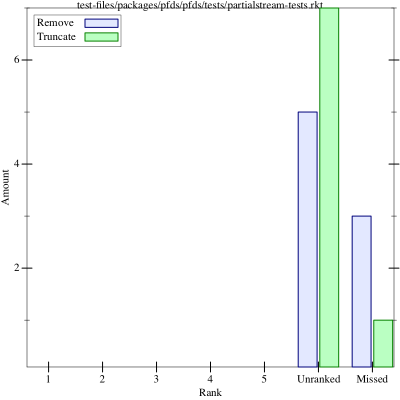 test-files/packages/pfds/pfds/tests/partialstream-tests.rkt
Remove
Truncate
6
4
2
Amount
1 2 3 4 5 Unranked Missed
Rank